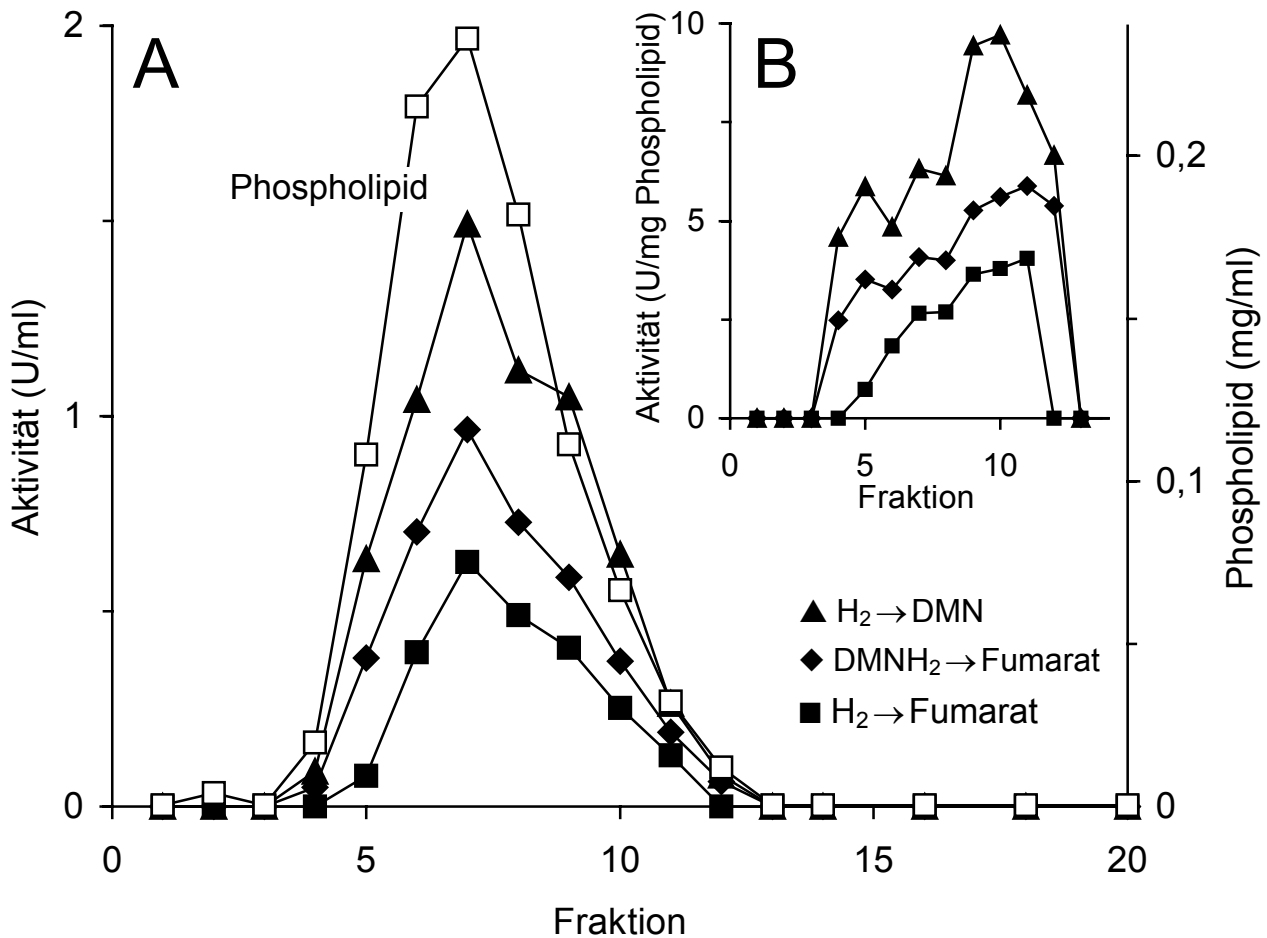 A
Phospholipid
Aktivität (U/ml)
2
1
0
0
5
10
15
20
Fraktion
B
Aktivität (U/mg Phospholipid)
10
5
0
0
5
10
Fraktion
0,2
0,1
0
Phospholipid (mg/ml)
H₂→DMN
DMNH₂→Fumarat
H₂→Fumarat